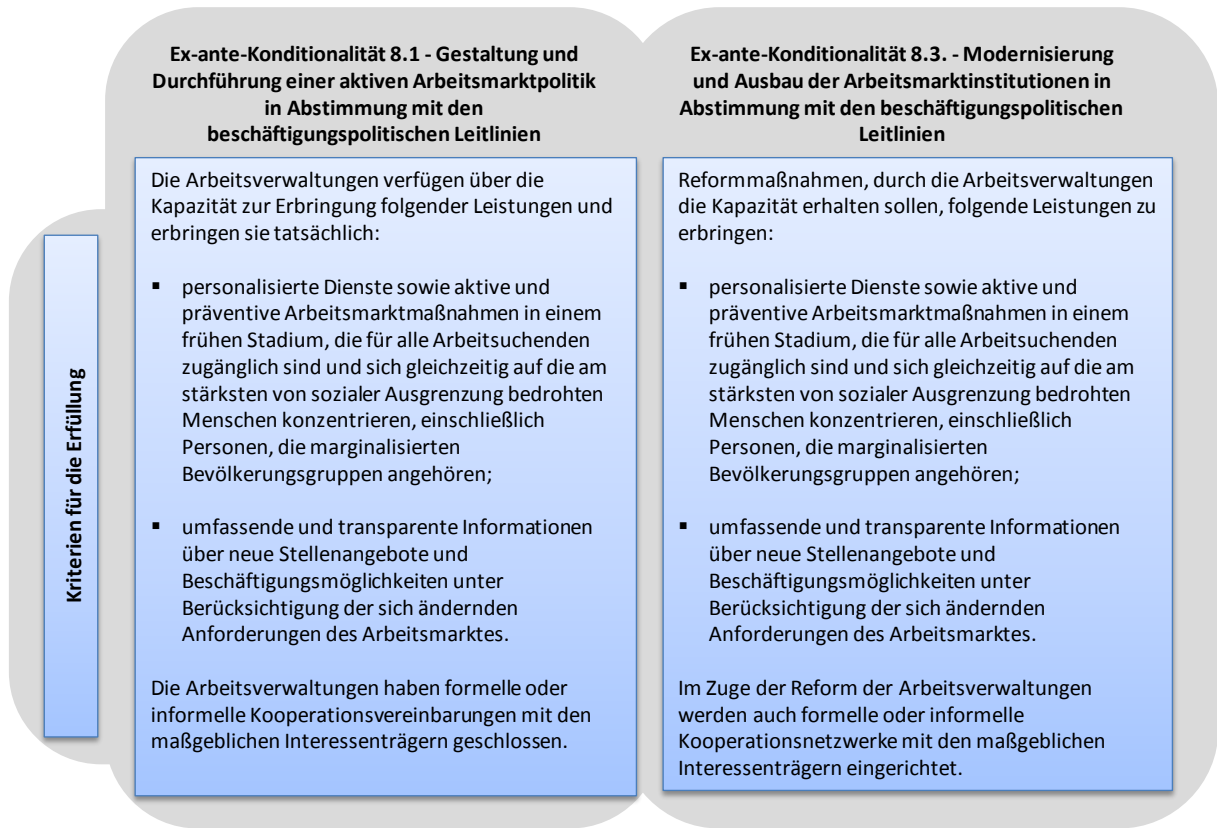 Ex-ante-Konditionalität 8.1 - Gestaltung und
Durchführung einer aktiven Arbeitsmarktpolitik
in Abstimmung mit den
beschäftigungspolitischen Leitlinien
Ex-ante-Konditionalität 8.3. - Modernisierung
und Ausbau der Arbeitsmarktinstitutionen in
Abstimmung mit den beschäftigungspolitischen
Leitlinien
Kriterien für die Erfüllung
Die Arbeitsverwaltungen verfügen über die
Kapazität zur Erbringung folgender Leistungen und
erbringen sie tatsächlich:
▪ personalisierte Dienste sowie aktive und
präventive Arbeitsmarktmaßnahmen in einem
frühen Stadium, die für alle Arbeitsuchenden
zugänglich sind und sich gleichzeitig auf die am
stärksten von sozialer Ausgrenzung bedrohten
Menschen konzentrieren, einschließlich
Personen, die marginalisierten
Bevölkerungsgruppen angehören;
▪ umfassende und transparente Informationen
über neue Stellenangebote und
Beschäftigungsmöglichkeiten unter
Berücksichtigung der sich ändernden
Anforderungen des Arbeitsmarktes.
Die Arbeitsverwaltungen haben formelle oder
informelle Kooperationsvereinbarungen mit den
maßgeblichen Interessenträgern geschlossen.
Reformmaßnahmen, durch die Arbeitsverwaltungen
die Kapazität erhalten sollen, folgende Leistungen zu
erbringen:
▪ personalisierte Dienste sowie aktive und
präventive Arbeitsmarktmaßnahmen in einem
frühen Stadium, die für alle Arbeitsuchenden
zugänglich sind und sich gleichzeitig auf die am
stärksten von sozialer Ausgrenzung bedrohten
Menschen konzentrieren, einschließlich
Personen, die marginalisierten
Bevölkerungsgruppen angehören;
▪ umfassende und transparente Informationen
über neue Stellenangebote und
Beschäftigungsmöglichkeiten unter
Berücksichtigung der sich ändernden
Anforderungen des Arbeitsmarktes.
Im Zuge der Reform der Arbeitsverwaltungen
werden auch formelle oder informelle
Kooperationsnetzwerke mit den maßgeblichen
Interessenträgern eingerichtet.